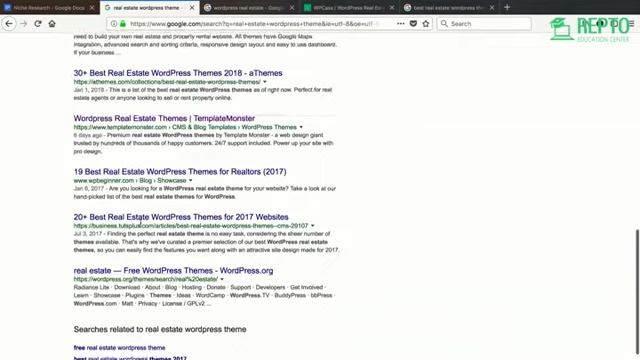 Niche Research - Google Docs
real estate wordpress theme
wordpress real estate theme
WPCasa | WordPress Real Estate
best real estate wordpress the
https://www.google.com/search?q=real+estate+wordpress+theme&ie=utf-8&oe=utf-
Search
REPTO
EDUCATION CENTER
need to build your own real estate and property rental website. All themes have Google Maps
integration, advanced search and sorting criteria, responsive layout and easy to use dashboard.
If your business ...
30+ Best Real Estate WordPress Themes 2018 - aThemes
https://athemes.com/collections/best-real-estate-wordpress-themes/
Jan 1, 2018 - This is a list of the best real estate WordPress themes as of right now. Perfect for
real estate agents or anyone looking to sell or rent property online.
Wordpress Real Estate Themes | TemplateMonster
https://www.templatemonster.com › CMS & Blog Templates › WordPress Themes
6 days ago - Premium real estate WordPress themes by Template Monster - a web design giant
trusted by hundreds of thousands of happy customers. 24/7 support included. Power up your site with
pro design.
19 Best Real Estate WordPress Themes for Realtors (2017)
www.wpbeginner.com › Blog › Showcase
Jan 6, 2017 - Are you looking for a WordPress real estate theme for your website? Take a look at our
hand-picked list of the best real estate themes for WordPress.
20+ Best Real Estate WordPress Themes for 2017 Websites
https://business.tutsplus.com/articles/best-real-estate-wordpress-themes--cms-29107
Jul 3, 2017 - Finding the perfect real estate theme is no easy task, considering the sheer number of
themes available. That's why we've curated a premier selection of our best WordPress real estate
themes, so you can easily find the features you want along with an attractive site design made for 2017.
real estate — Free WordPress Themes - WordPress.org
https://wordpress.org/themes/search/real%20estate/
Radiance Lite · Download · About · Blog · Hosting · Donate · Support · Developers · Get Involved ·
Learn · Showcase · Plugins · Themes · Ideas · WordCamp · WordPress.TV · BuddyPress · bbPress ·
WordPress.com · Matt · Privacy · License / GPLv2 ...
Searches related to real estate wordpress theme
free real estate wordpress theme
best real estate wordpress themes 2017